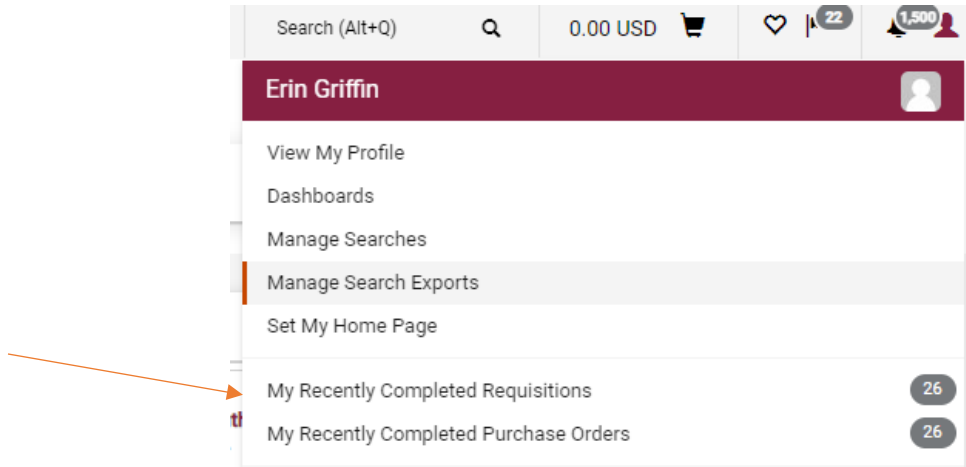 Search (Alt+Q) 0.00 USD 22 1,500
Erin Griffin
View My Profile
Dashboards
Manage Searches
Manage Search Exports
Set My Home Page
My Recently Completed Requisitions 26
My Recently Completed Purchase Orders 26